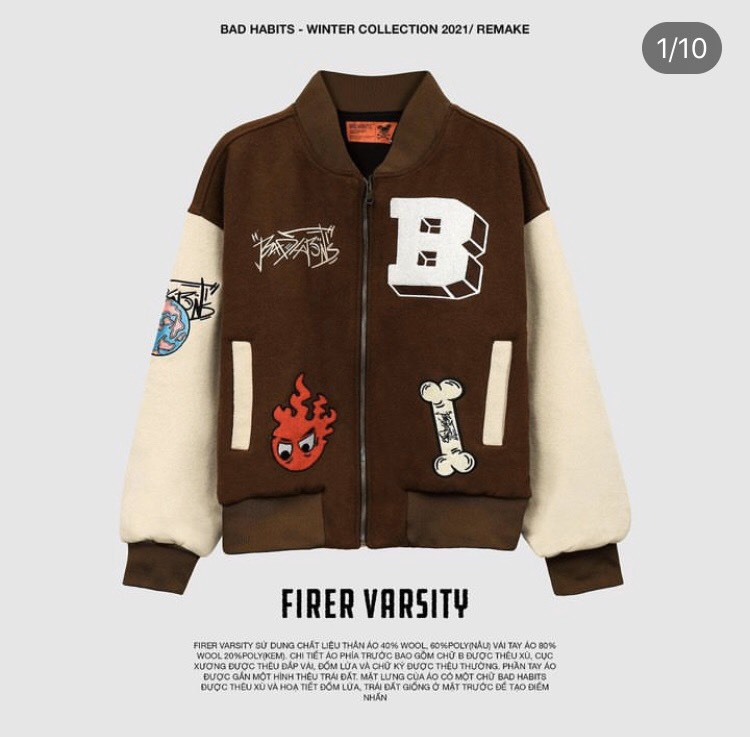 BAD HABITS - WINTER COLLECTION 2021/ REMAKE
1/10
B
FIRER VARSITY
FIRER VARSITY SỬ DỤNG CHẤT LIỆU THÂN ÁO 40% WOOL, 60%POLY(NÂU) VẢI TAY ÁO 80%
WOOL 20%POLY(KEM). CHI TIẾT ÁO PHÍA TRƯỚC BAO GỒM CHỮ B ĐƯỢC THÊU XÙ, CỤC
XƯƠNG ĐƯỢC THÊU ĐẮP VẢI, ĐỐM LỬA VÀ CHỮ KÝ ĐƯỢC THÊU THƯỜNG. PHẦN TAY ÁO
ĐƯỢC GẮN MỘT HÌNH THÊU TRÁI ĐẤT. MẶT LƯNG CỦA ÁO CÓ MỘT CHỮ BAD HABITS
ĐƯỢC THÊU XÙ VÀ HOẠ TIẾT ĐỐM LỬA, TRÁI ĐẤT GIỐNG Ở MẶT TRƯỚC ĐỂ TẠO ĐIỂM
NHẤN